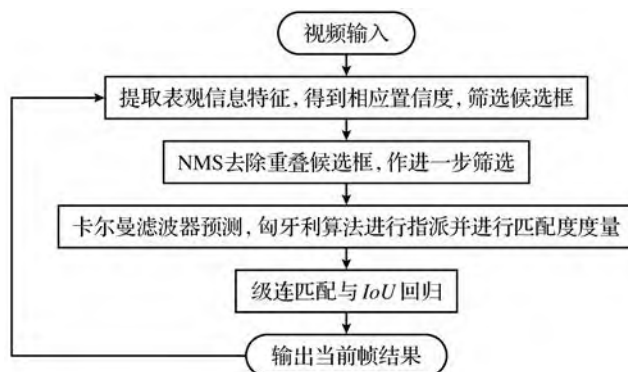 视频输入
提取表观信息特征,得到相应置信度,筛选候选框
NMS去除重叠候选框,作进一步筛选
卡尔曼滤波器预测,匈牙利算法进行指派并进行匹配度度量
级连匹配与IoU回归
输出当前帧结果